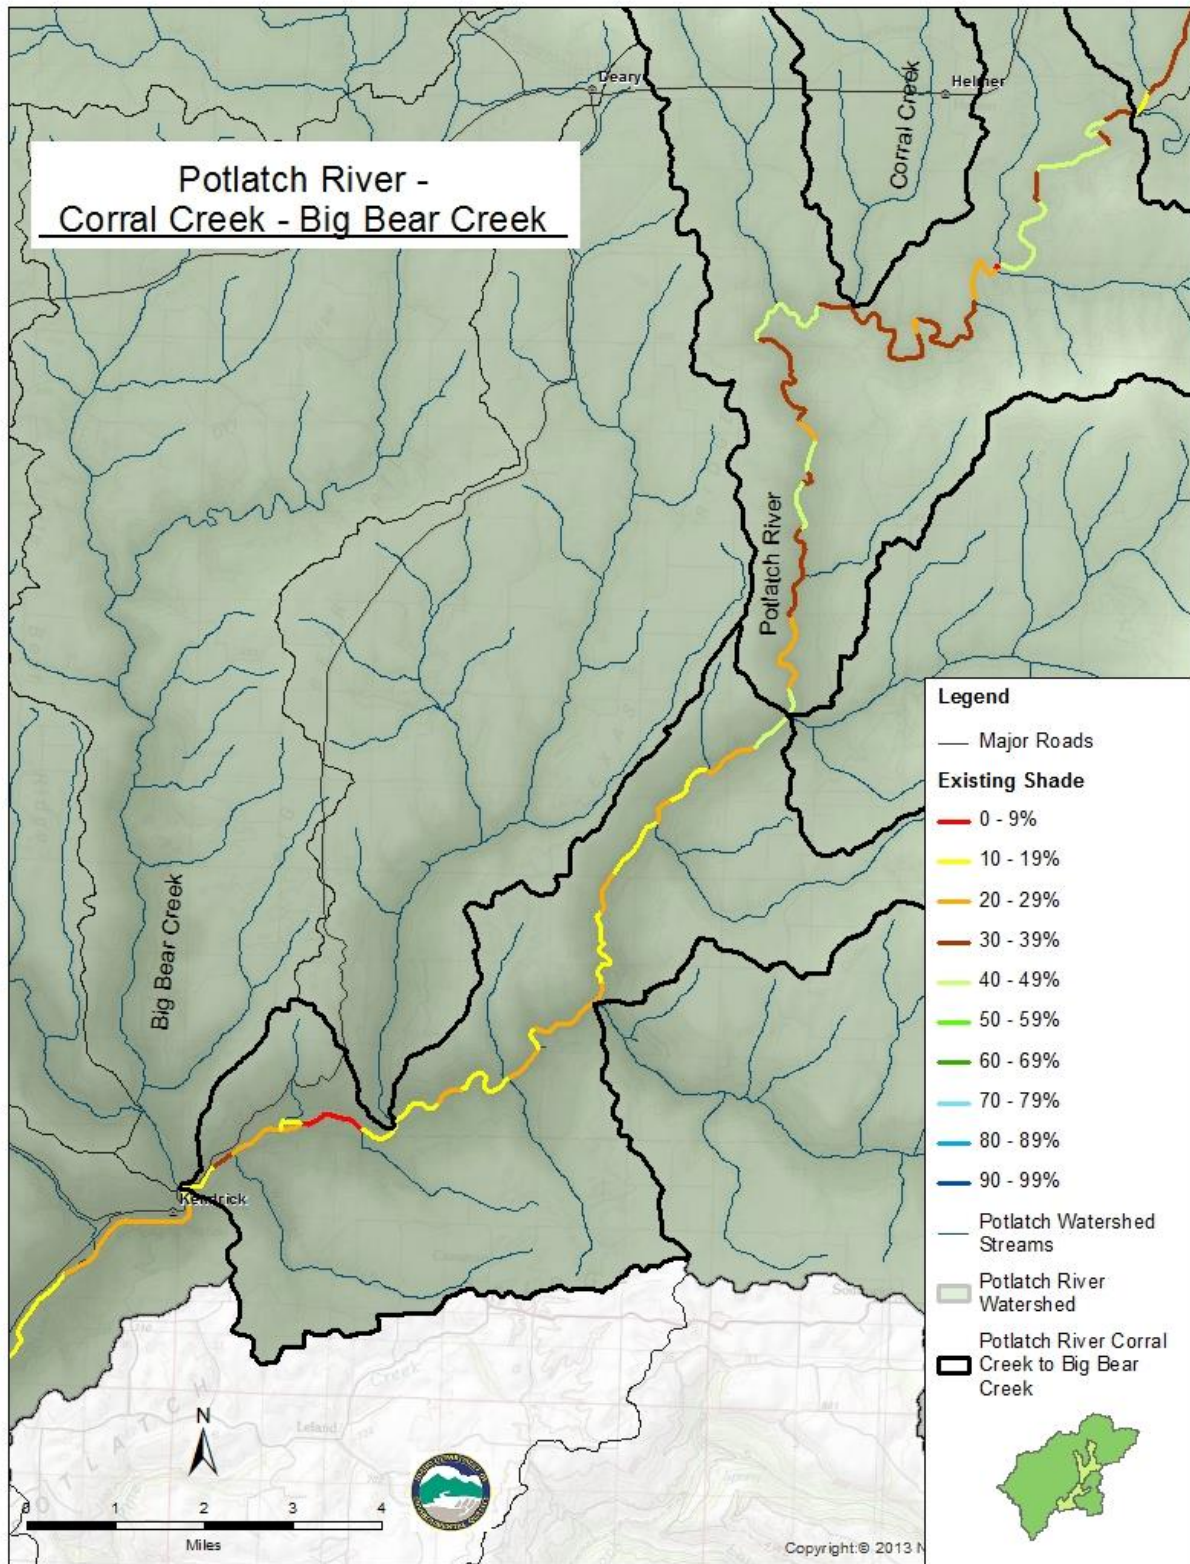 Deary
Helmer
Corral Creek
Potlatch River -
Corral Creek - Big Bear Creek
Potlatch River
Big Bear Creek
Kendrick
Legend
Major Roads
Existing Shade
0 - 9%
10 - 19%
20 - 29%
30 - 39%
40 - 49%
50 - 59%
60 - 69%
70 - 79%
80 - 89%
90 - 99%
Potlatch Watershed
Streams
Potlatch River
Watershed
Potlatch River Corral
Creek to Big Bear
Creek
Creek
Leland
N
0 1 2 3 4
Miles
Copyright:© 2013 N